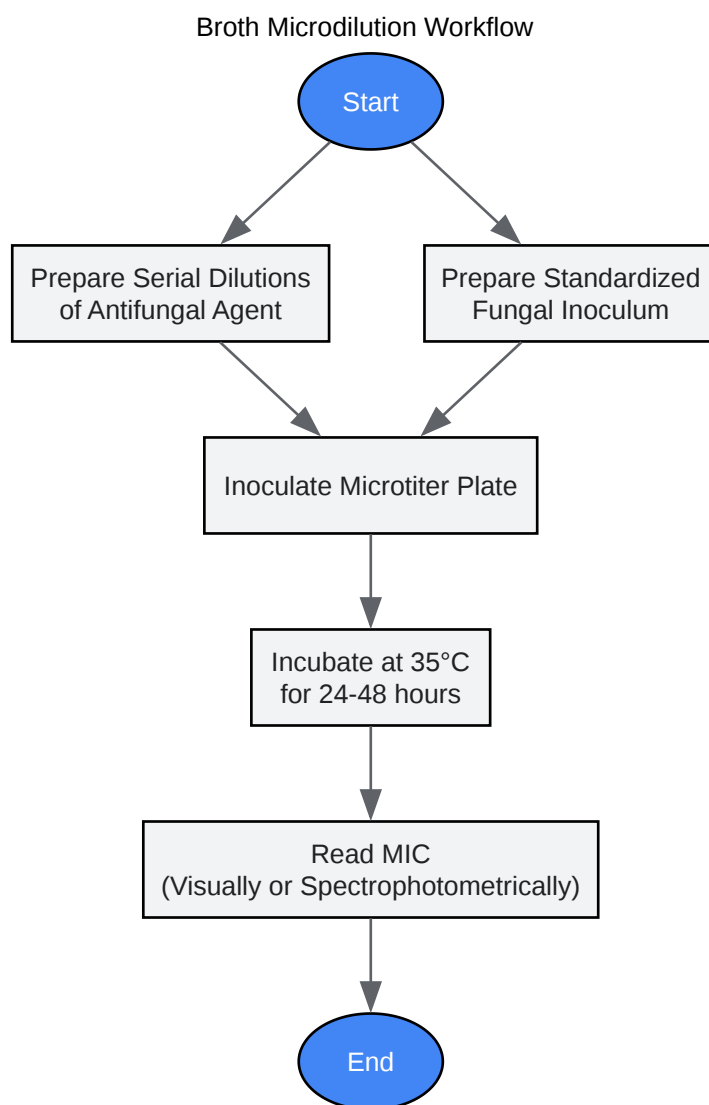 Broth Microdilution Workflow
Start
Prepare Serial Dilutions
of Antifungal Agent
Prepare Standardized
Fungal Inoculum
Inoculate Microtiter Plate
Incubate at 35°C
for 24-48 hours
Read MIC
(Visually or Spectrophotometrically)
End